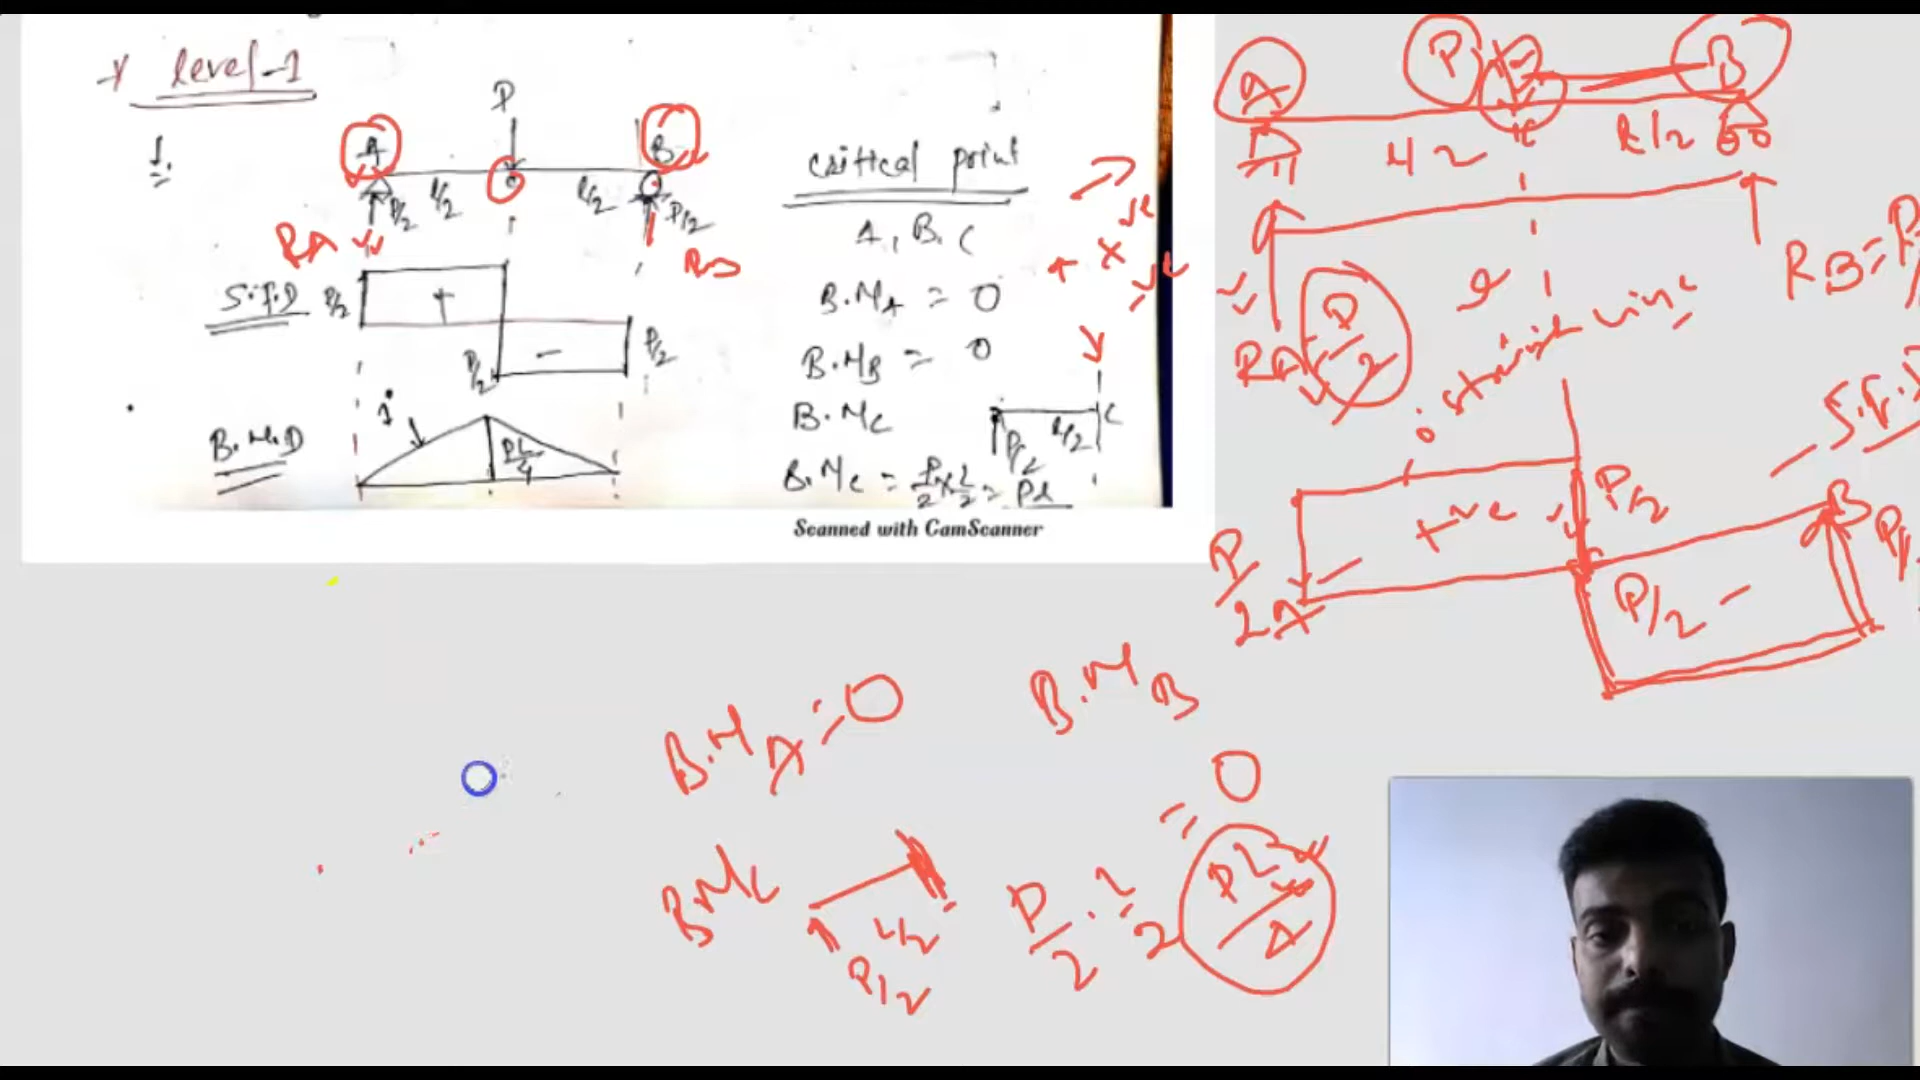 level-1
1.
P
A
B
P/2
l/2
l/2
P/2
RA
RB
S.F.D
P/2
+
P/2
-
P/2
B.M.D
1°
PL/4
critical point
A, B, C
B.MA = 0
B.MB = 0
B.MC
P/2
l/2
C
B.MC = P/2 x L/2 = Pl
Scanned with CamScanner
A
P
B
L/2
RA
P/2
RB = P/
straight line
S.F.
P/2
A
+ve
P/2
P/2
-
B
B.MA = 0
B.MB
= 0
BMC
L/2
P/2
P/2 . L/2
PL/4